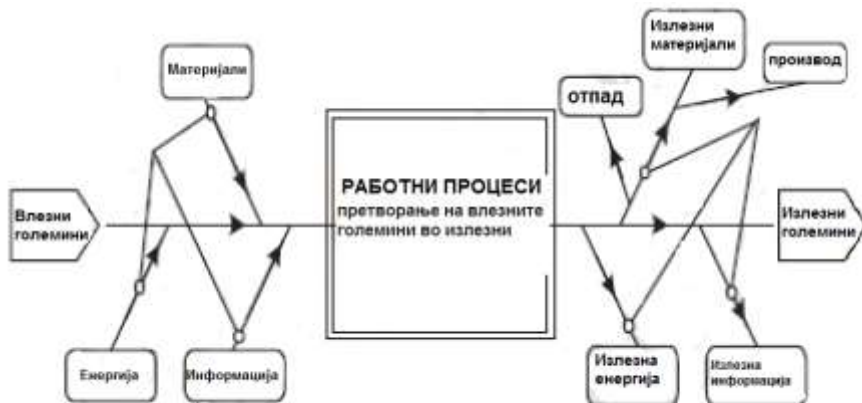 Материјали
Излезни
материјали
производ
отпад
Влезни
големини
РАБОТНИ ПРОЦЕСИ
претворање на влезните
големини во излезни
Излезни
големини
Енергија
Информација
Излезна
енергија
Излезна
информација